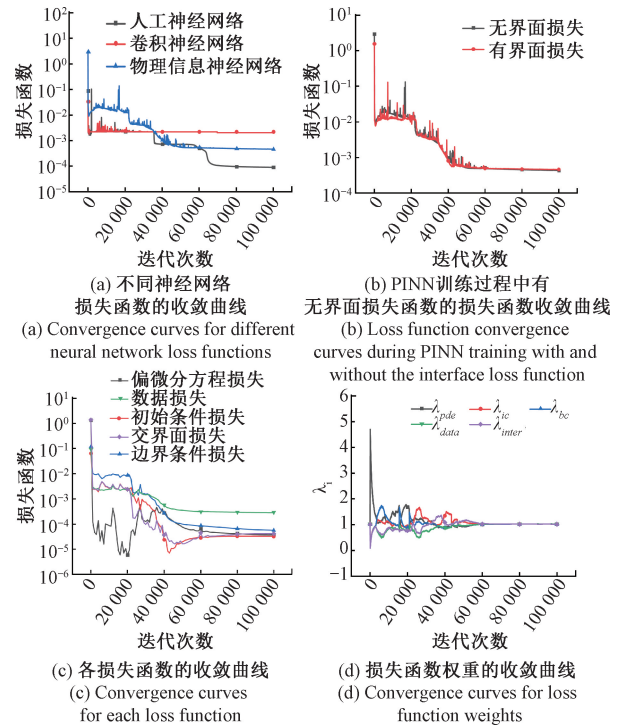 人工神经网络
卷积神经网络
物理信息神经网络
损失函数
10²
10¹
10⁰
10⁻¹
10⁻²
10⁻³
10⁻⁴
10⁻⁵
0
20 000
40 000
60 000
80 000
100 000
迭代次数
(a) 不同神经网络
损失函数的收敛曲线
(a) Convergence curves for different
neural network loss functions
无界面损失
有界面损失
损失函数
10¹
10⁰
10⁻¹
10⁻²
10⁻³
10⁻⁴
0
20 000
40 000
60 000
80 000
100 000
迭代次数
(b) PINN训练过程中有
无界面损失函数的损失函数收敛曲线
(b) Loss function convergence
curves during PINN training with and
without the interface loss function
偏微分方程损失
数据损失
初始条件损失
交界面损失
边界条件损失
损失函数
10⁴
10³
10²
10¹
10⁰
10⁻¹
10⁻²
10⁻³
10⁻⁴
10⁻⁵
10⁻⁶
0
20 000
40 000
60 000
80 000
100 000
迭代次数
(c) 各损失函数的收敛曲线
(c) Convergence curves
for each loss function
λ̂pde
λ̂ic
λ̂bc
λ̂data
λ̂inter
λi
6
5
4
3
2
1
0
−1
0
20 000
40 000
60 000
80 000
100 000
迭代次数
(d) 损失函数权重的收敛曲线
(d) Convergence curves for loss
function weights